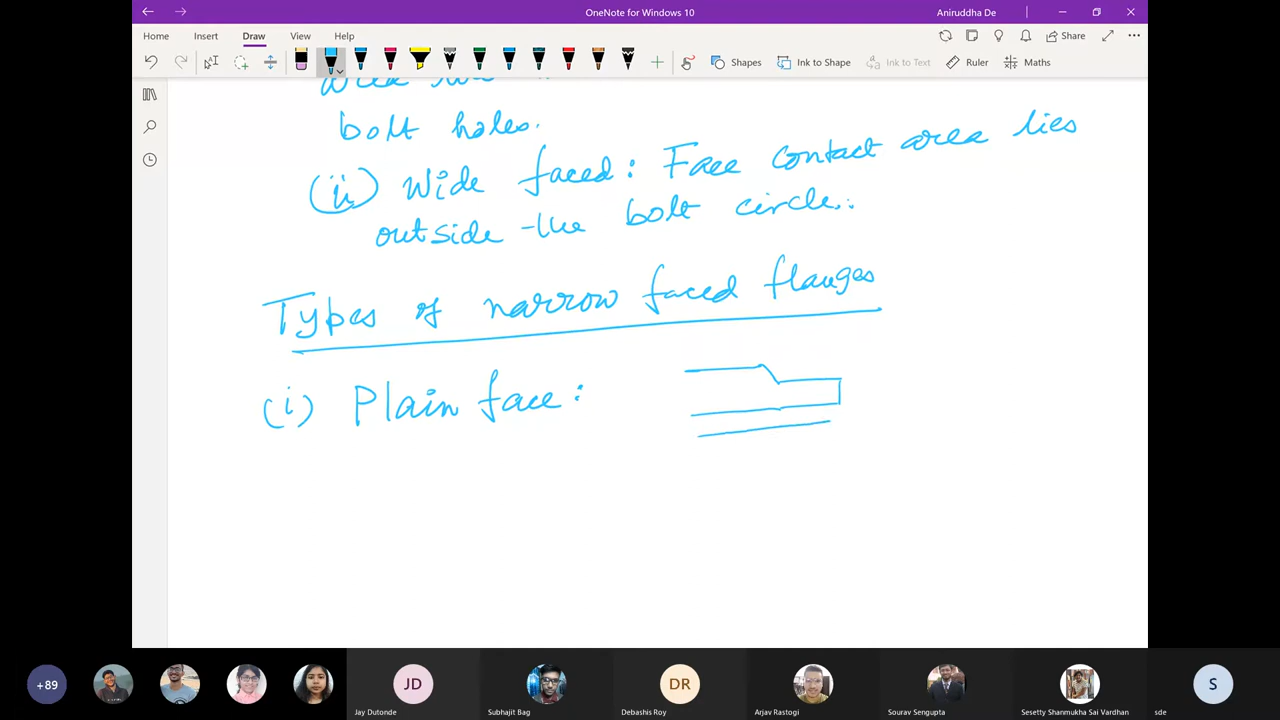 OneNote for Windows 10
Aniruddha De
Home Insert Draw View Help
Share
Shapes Ink to Shape Ink to Text Ruler Maths
bolt holes.
(ii) Wide faced: Face contact area lies
outside the bolt circle.
Types of narrow faced flanges
(i) Plain face:
+89
JD
DR
S
Jay Dutonde Subhajit Bag Debashis Roy Arjav Rastogi Sourav Sengupta Sesetty Shanmukha Sai Vardhan sde